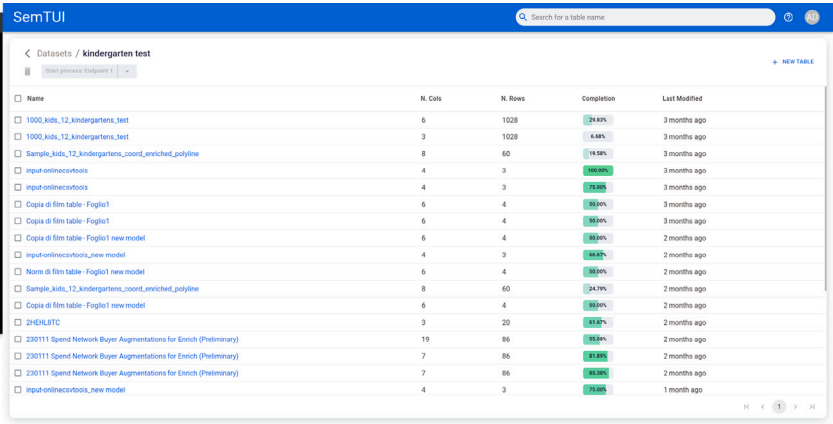 SemTUI
Search for a table name
AD
Datasets / kindergarten test
+ NEW TABLE
Start process: Endpoint 1
Name N. Cols N. Rows Completion Last Modified
1000_kids_12_kindergartens_test 6 1028 29.83% 3 months ago
1000_kids_12_kindergartens_test 3 1028 6.68% 3 months ago
Sample_kids_12_kindergartens_coord_enriched_polyline 8 60 19.58% 3 months ago
input-onlinecsvtools 4 3 100.00% 3 months ago
input-onlinecsvtools 4 3 75.00% 3 months ago
Copia di film table - Foglio1 6 4 50.00% 3 months ago
Copia di film table - Foglio1 6 4 50.00% 3 months ago
Copia di film table - Foglio1 new model 6 4 50.00% 2 months ago
input-onlinecsvtools_new model 4 3 66.67% 2 months ago
Norm di film table - Foglio1 new model 6 4 50.00% 2 months ago
Sample_kids_12_kindergartens_coord_enriched_polyline 8 60 24.79% 2 months ago
Copia di film table - Foglio1 new model 6 4 50.00% 2 months ago
2HEHL8TC 3 20 61.67% 2 months ago
230111 Spend Network Buyer Augmentations for Enrich (Preliminary) 19 86 55.08% 2 months ago
230111 Spend Network Buyer Augmentations for Enrich (Preliminary) 7 86 81.89% 2 months ago
230111 Spend Network Buyer Augmentations for Enrich (Preliminary) 7 86 85.38% 2 months ago
input-onlinecsvtools_new model 4 3 75.00% 1 month ago
1